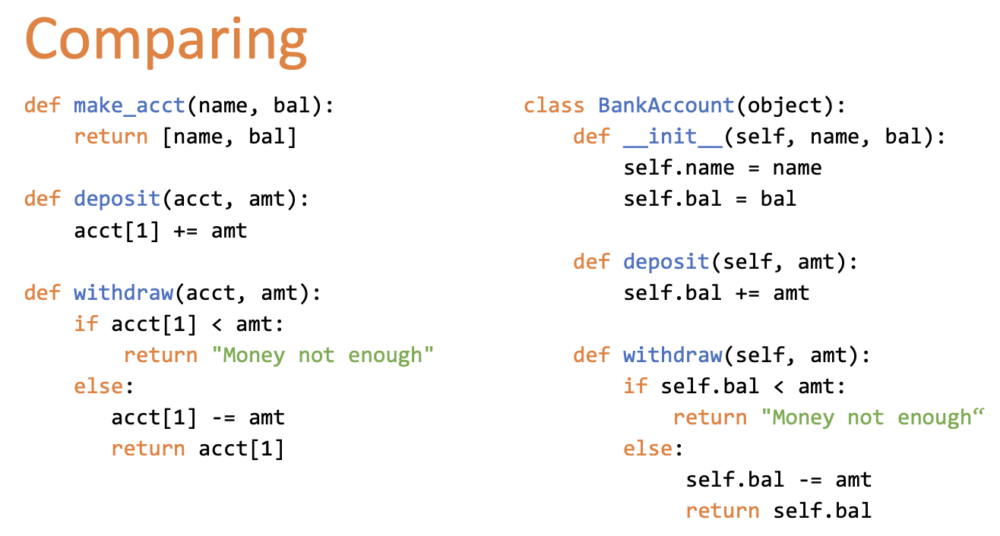 Comparing
def make_acct(name, bal):
    return [name, bal]
def deposit(acct, amt):
    acct[1] += amt
def withdraw(acct, amt):
    if acct[1] < amt:
        return "Money not enough"
    else:
       acct[1] -= amt
       return acct[1]
class BankAccount(object):
    def __init__(self, name, bal):
        self.name = name
        self.bal = bal
    def deposit(self, amt):
        self.bal += amt
    def withdraw(self, amt):
        if self.bal < amt:
            return "Money not enough“
        else:
             self.bal -= amt
             return self.bal